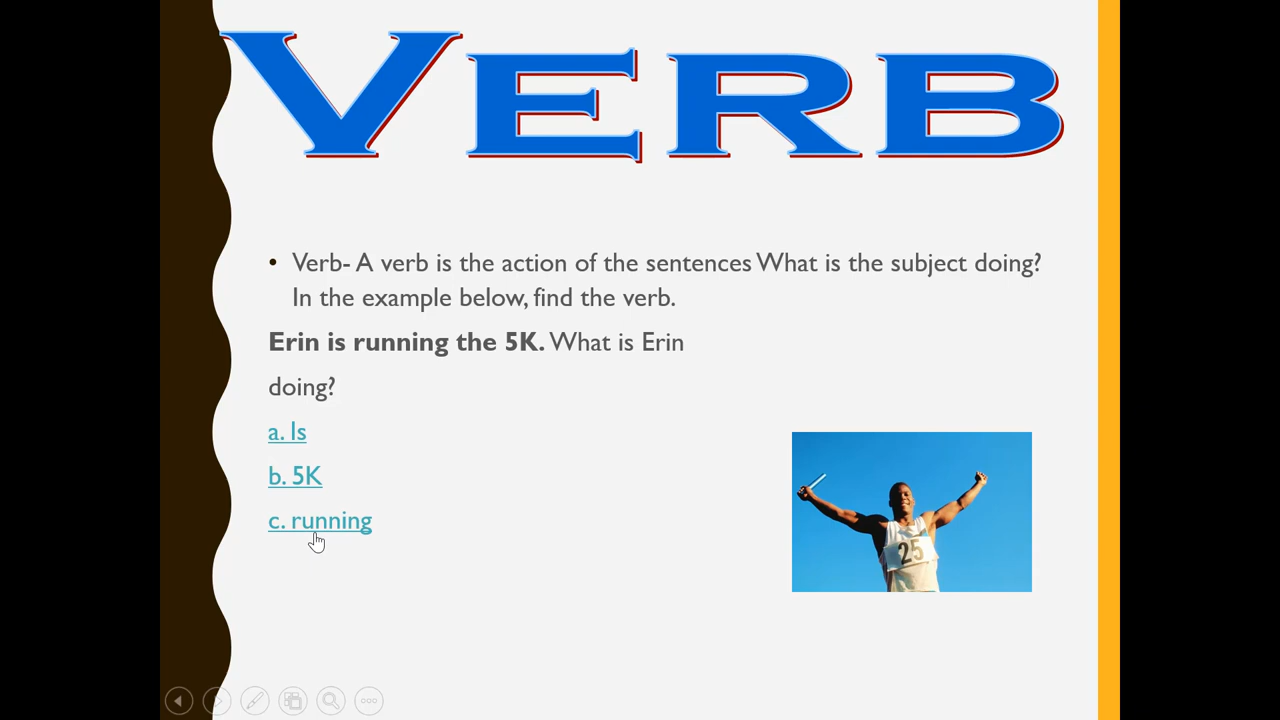 VERB
• Verb- A verb is the action of the sentences What is the subject doing?
In the example below, find the verb.
Erin is running the 5K. What is Erin
doing?
a. Is
b. 5K
c. running
25